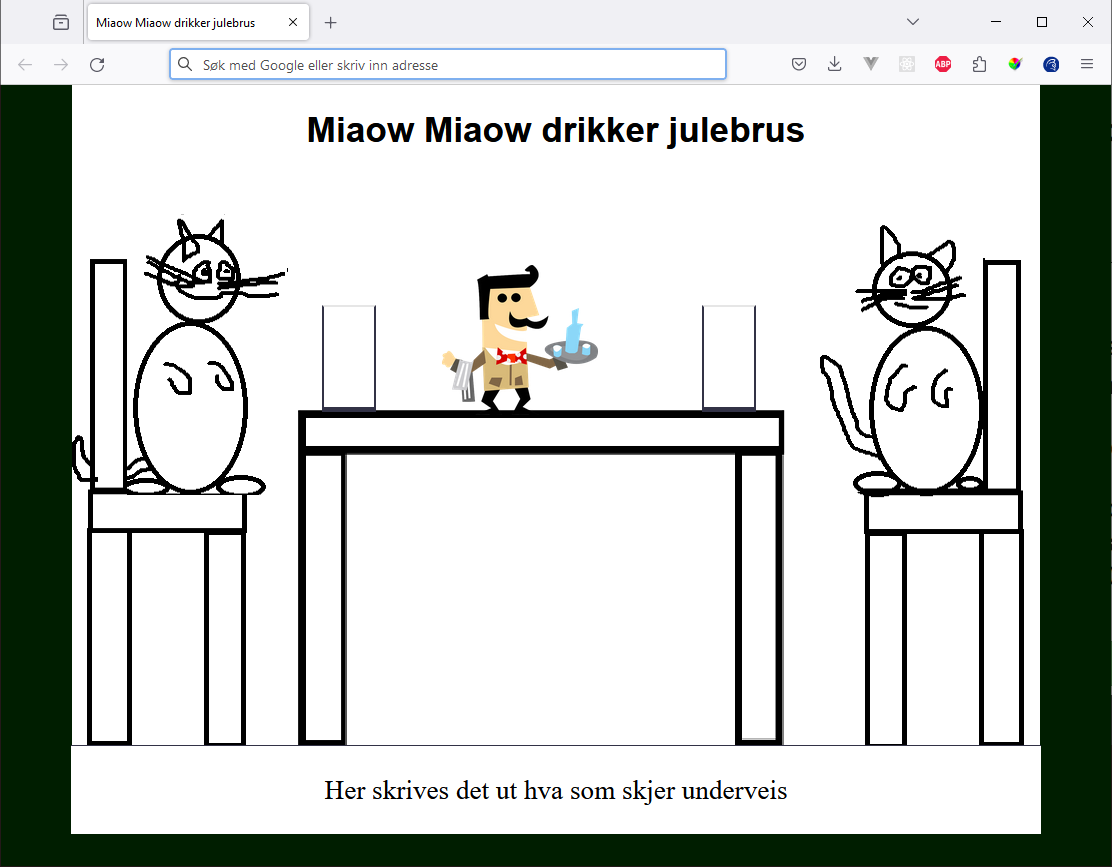 Miaow Miaow drikker julebrus
Søk med Google eller skriv inn adresse
ABP
Miaow Miaow drikker julebrus
Her skrives det ut hva som skjer underveis